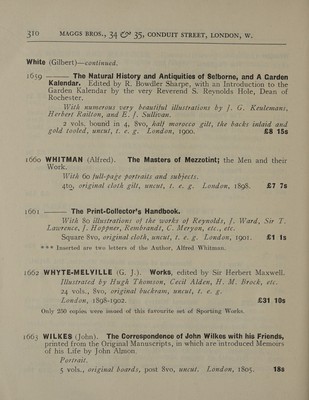 310 MAGGS BROS., 34 & 35, CONDUIT STREET, LONDON, W.
White (Gilbert)—continued.
1659 ——— The Natural History and Antiquities of Selborne, and A Garden
Kalendar. Edited by R. Bowdler Sharpe, with an Introduction to the
Garden Kalendar by the very Reverend S. Reynolds Hole, Dean of
Rochester.
With numerous very beautiful illustrations by J. G. Keulemans,
Herbert Railton, and E. J. Sullivan.
2 vols. bound in 4, 8vo, half morocco gilt, the backs inlaid and
gold tooled, uncut, t. e. g. London, 1900. £8 15s
1660 WHITMAN (Alfred). The Masters of Mezzotint; the Men and their
Work.
With 60 full-page portraits and subjects.
4to, original cloth gilt, uncut, t. e. g. London, 1898. £7 7s
1661 ——— The Print-Collector's Handbook.
With 80 illustrations of the works of Reynolds, J. Ward, Sir T.
Lawrence, J. Hoppner, Rembrandt, C. Meryon, etc., etc.
Square 8vo, original cloth, uncut, t. e. g. London, 1901. £1 1s
*** Inserted are two letters of the Author, Alfred Whitman.
1662 WHYTE-MELVILLE (G. J.). Works, edited by Sir Herbert Maxwell.
Illustrated by Hugh Thomson, Cecil Alden, H. M. Brock, etc.
24 vols., 8vo, original buckram, uncut, t. e. g.
London, 1898-1902. £31 10s
Only 250 copies were issued of this favourite set of Sporting Works.
1663 WILKES (John). The Correspondence of John Wilkes with his Friends,
printed from the Original Manuscripts, in which are introduced Memoirs
of his Life by John Almon.
Portrait.
5 vols., original boards, post 8vo, uncut. London, 1805. 18s